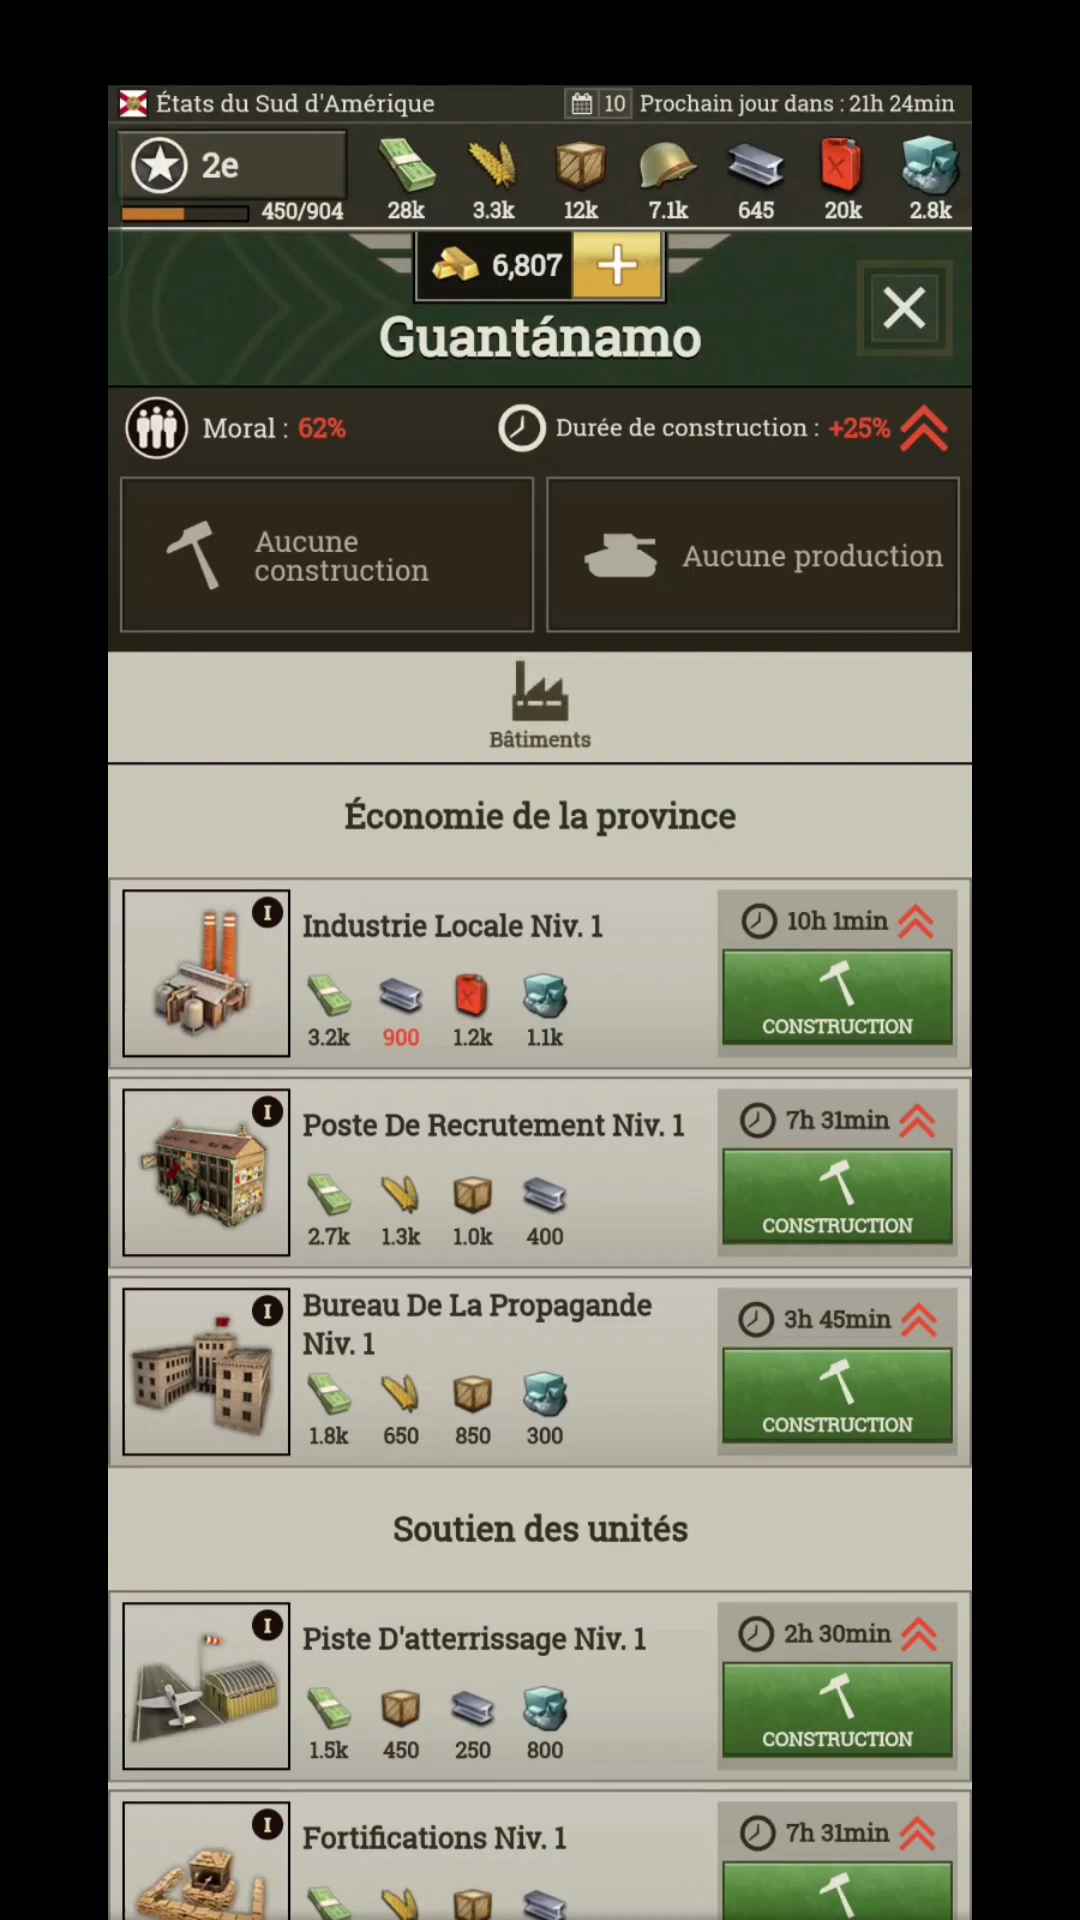 États du Sud d'Amérique
10 Prochain jour dans : 21h 24min
2e
450/904
28k 3.3k 12k 7.1k 645 20k 2.8k
6,807
Guantánamo
Moral : 62%
Durée de construction : +25%
Aucune
construction
Aucune production
Bâtiments
Économie de la province
I
Industrie Locale Niv. 1
3.2k 900 1.2k 1.1k
10h 1min
CONSTRUCTION
I
Poste De Recrutement Niv. 1
2.7k 1.3k 1.0k 400
7h 31min
CONSTRUCTION
I
Bureau De La Propagande
Niv. 1
1.8k 650 850 300
3h 45min
CONSTRUCTION
Soutien des unités
I
Piste D'atterrissage Niv. 1
1.5k 450 250 800
2h 30min
CONSTRUCTION
I
Fortifications Niv. 1
7h 31min